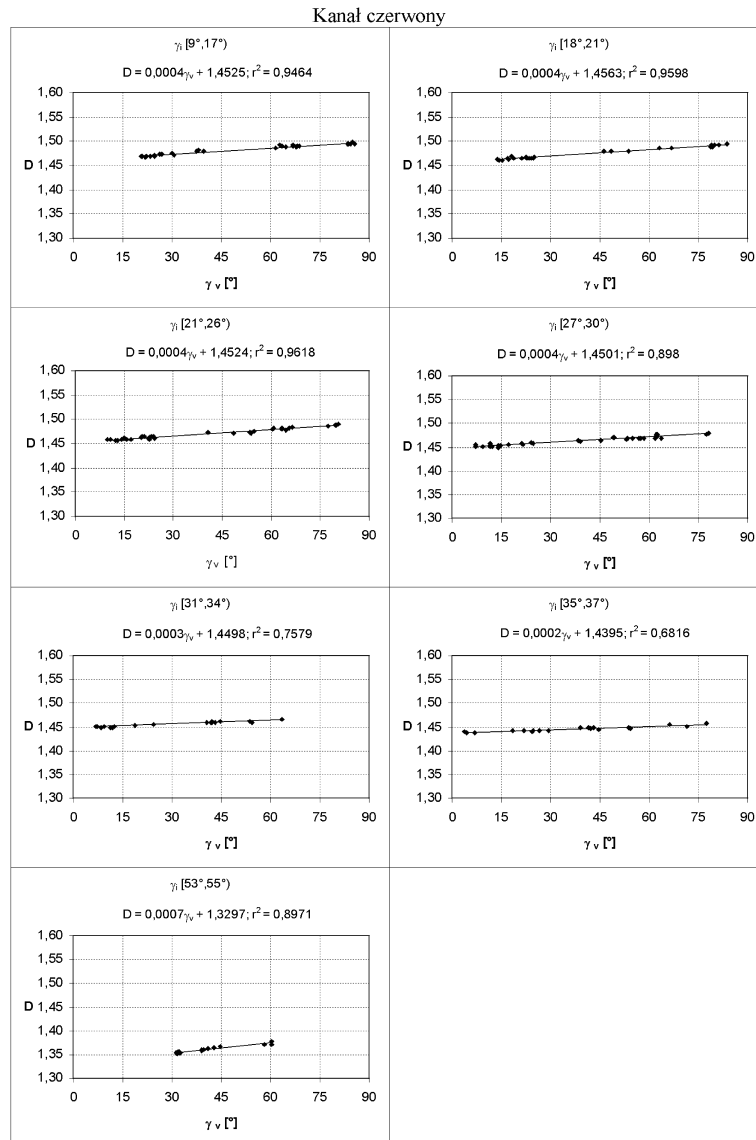 Kanał czerwony
γi [9°,17°)
D = 0,0004γv + 1,4525; r² = 0,9464
1,60
1,55
1,50
D 1,45
1,40
1,35
1,30
0 15 30 45 60 75 90
γ v [°]
γi [18°,21°)
D = 0,0004γv + 1,4563; r² = 0,9598
1,60
1,55
1,50
D 1,45
1,40
1,35
1,30
0 15 30 45 60 75 90
γ v [°]
γi [21°,26°)
D = 0,0004γv + 1,4524; r² = 0,9618
1,60
1,55
1,50
D 1,45
1,40
1,35
1,30
0 15 30 45 60 75 90
γ v [°]
γi [27°,30°)
D = 0,0004γv + 1,4501; r² = 0,898
1,60
1,55
1,50
D 1,45
1,40
1,35
1,30
0 15 30 45 60 75 90
γ v [°]
γi [31°,34°)
D = 0,0003γv + 1,4498; r² = 0,7579
1,60
1,55
1,50
D 1,45
1,40
1,35
1,30
0 15 30 45 60 75 90
γ v [°]
γi [35°,37°)
D = 0,0002γv + 1,4395; r² = 0,6816
1,60
1,55
1,50
D 1,45
1,40
1,35
1,30
0 15 30 45 60 75 90
γ v [°]
γi [53°,55°)
D = 0,0007γv + 1,3297; r² = 0,8971
1,60
1,55
1,50
D 1,45
1,40
1,35
1,30
0 15 30 45 60 75 90
γ v [°]